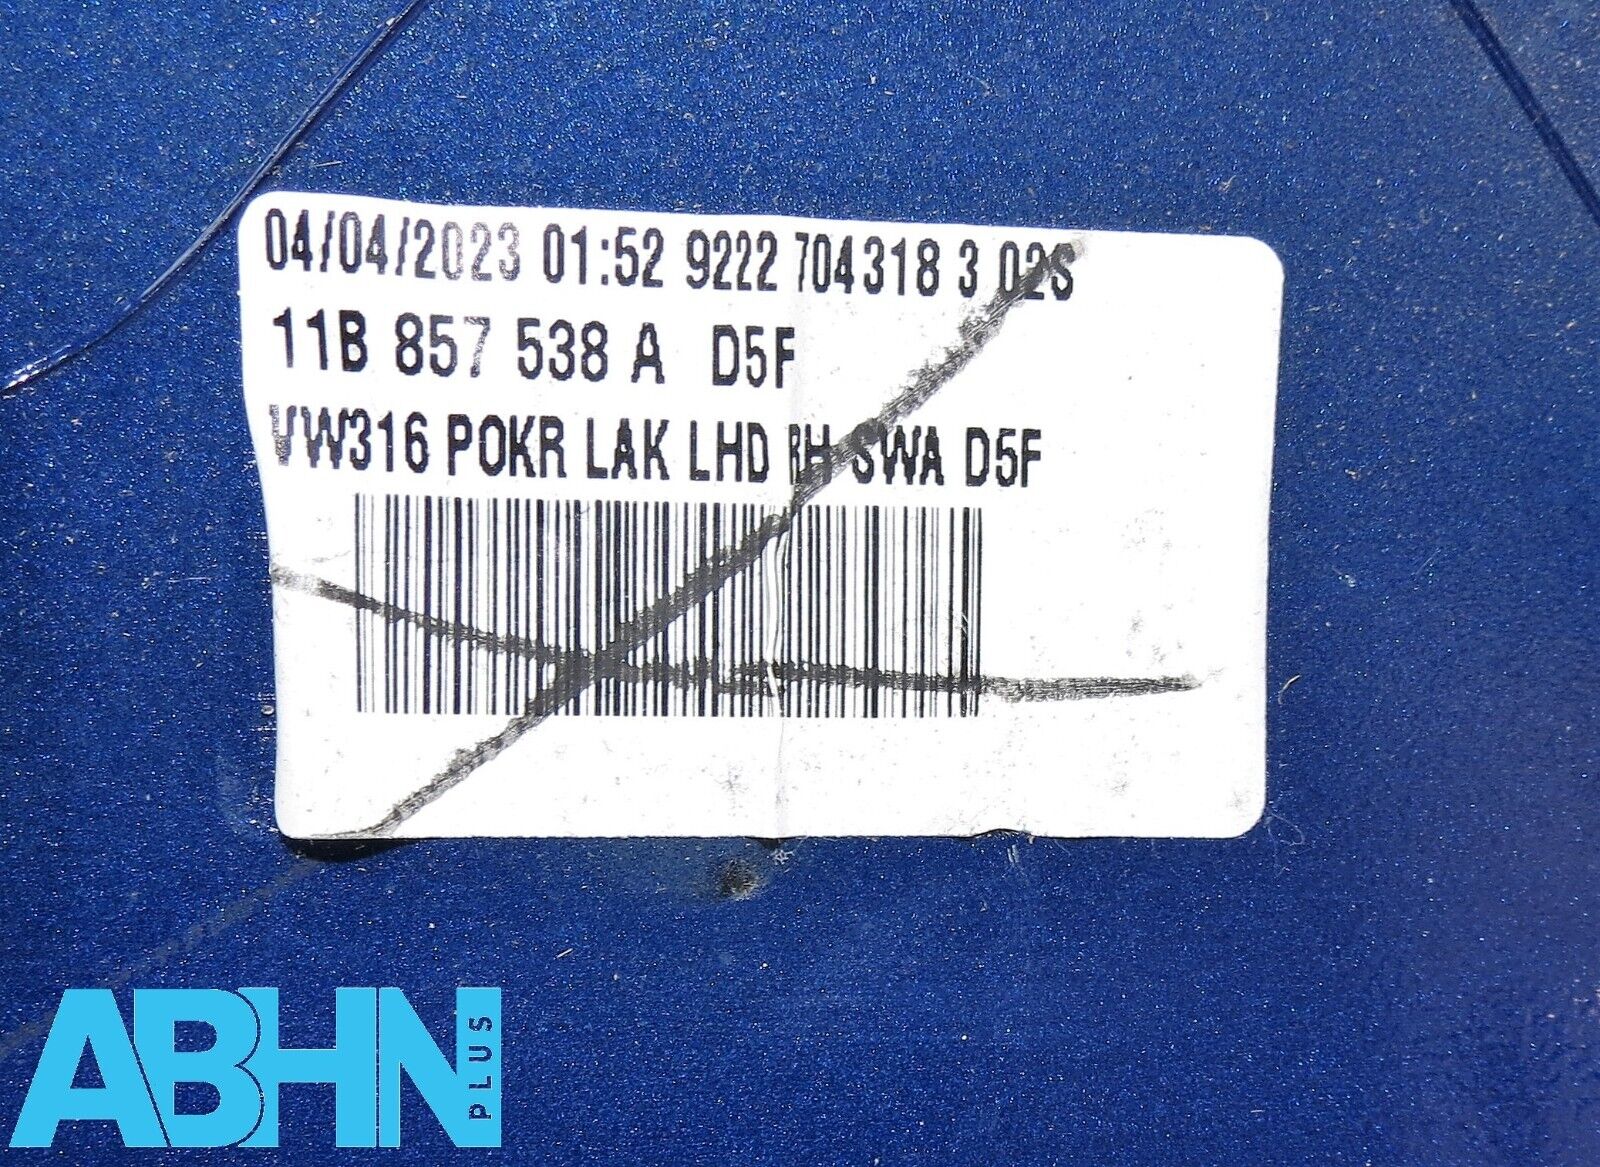 04/04/2023 01:52 9222 704318 3 02S
11B 857 538 A D5F
VW316 POKR LAK LHD RH SWA D5F
ABHN
PLUS